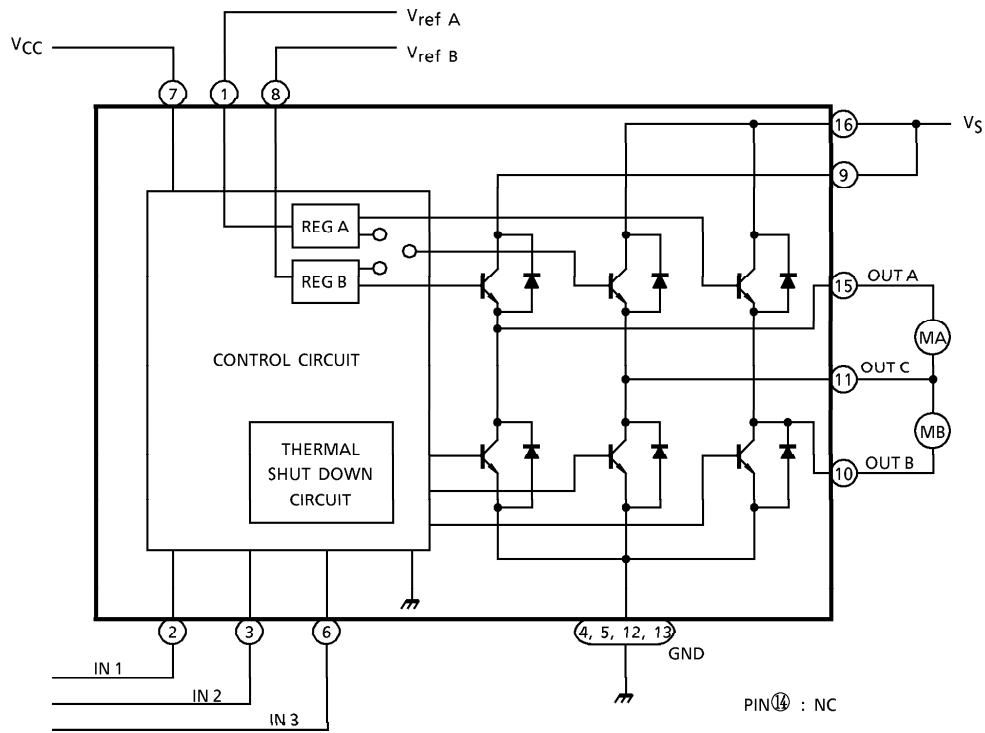 Vref A
VCC
Vref B
7
1
8
16
VS
9
REG A
REG B
15
OUT A
MA
CONTROL CIRCUIT
11
OUT C
MB
THERMAL
SHUT DOWN
CIRCUIT
10
OUT B
2
3
6
4, 5, 12, 13
GND
IN 1
IN 2
IN 3
PIN⑭ : NC